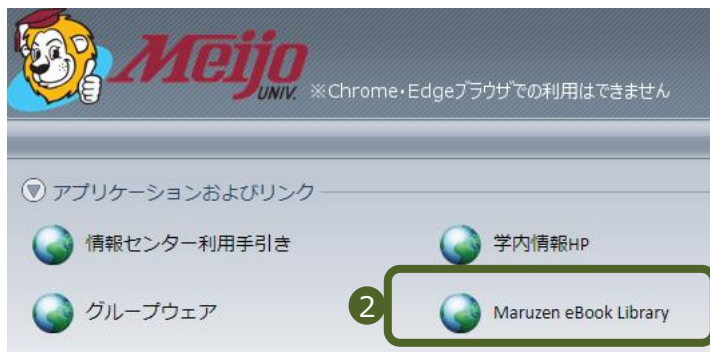 Meijo
UNIV. ※Chrome・Edgeブラウザでの利用はできません
アプリケーションおよびリンク
情報センター利用手引き
学内情報HP
グループウェア
2
Maruzen eBook Library